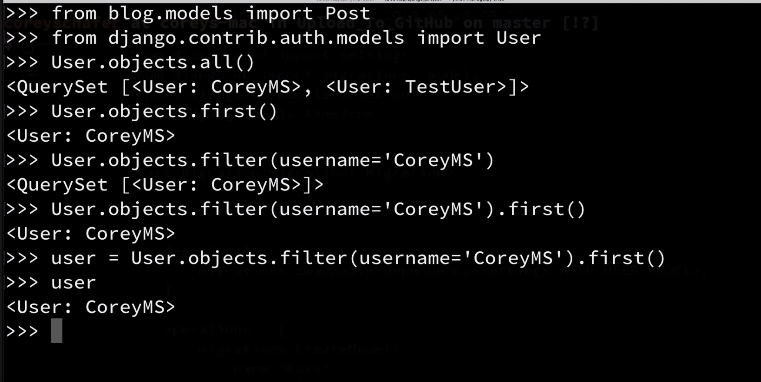 >>> from blog.models import Post
>>> from django.contrib.auth.models import User
>>> User.objects.all()
<QuerySet [<User: CoreyMS>, <User: TestUser>]>
>>> User.objects.first()
<User: CoreyMS>
>>> User.objects.filter(username='CoreyMS')
<QuerySet [<User: CoreyMS>]>
>>> User.objects.filter(username='CoreyMS').first()
<User: CoreyMS>
>>> user = User.objects.filter(username='CoreyMS').first()
>>> user
<User: CoreyMS>
>>>